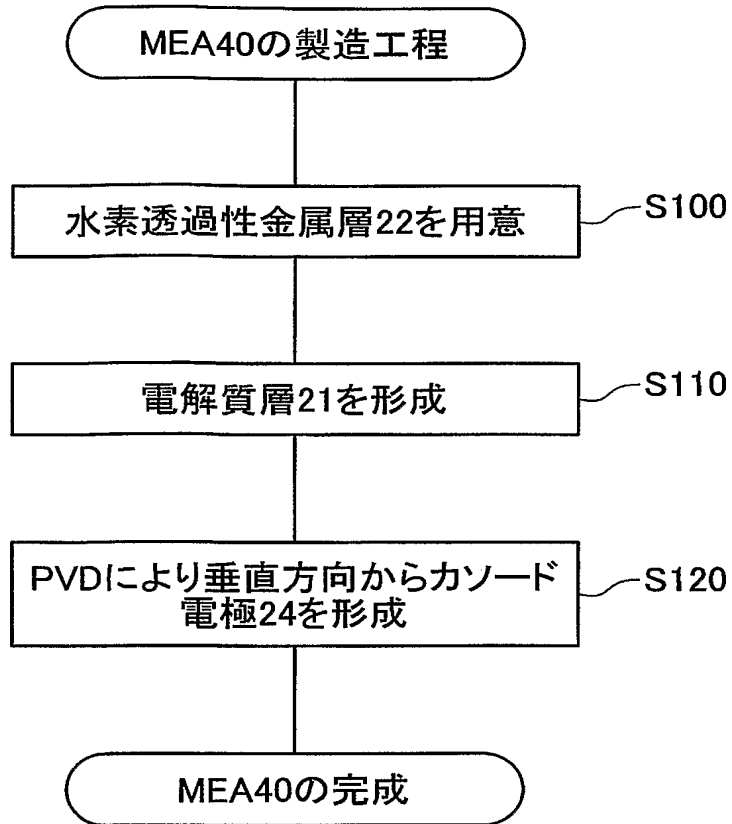 MEA40の製造工程
水素透過性金属層22を用意
S100
電解質層21を形成
S110
PVDにより垂直方向からカソード
電極24を形成
S120
MEA40の完成